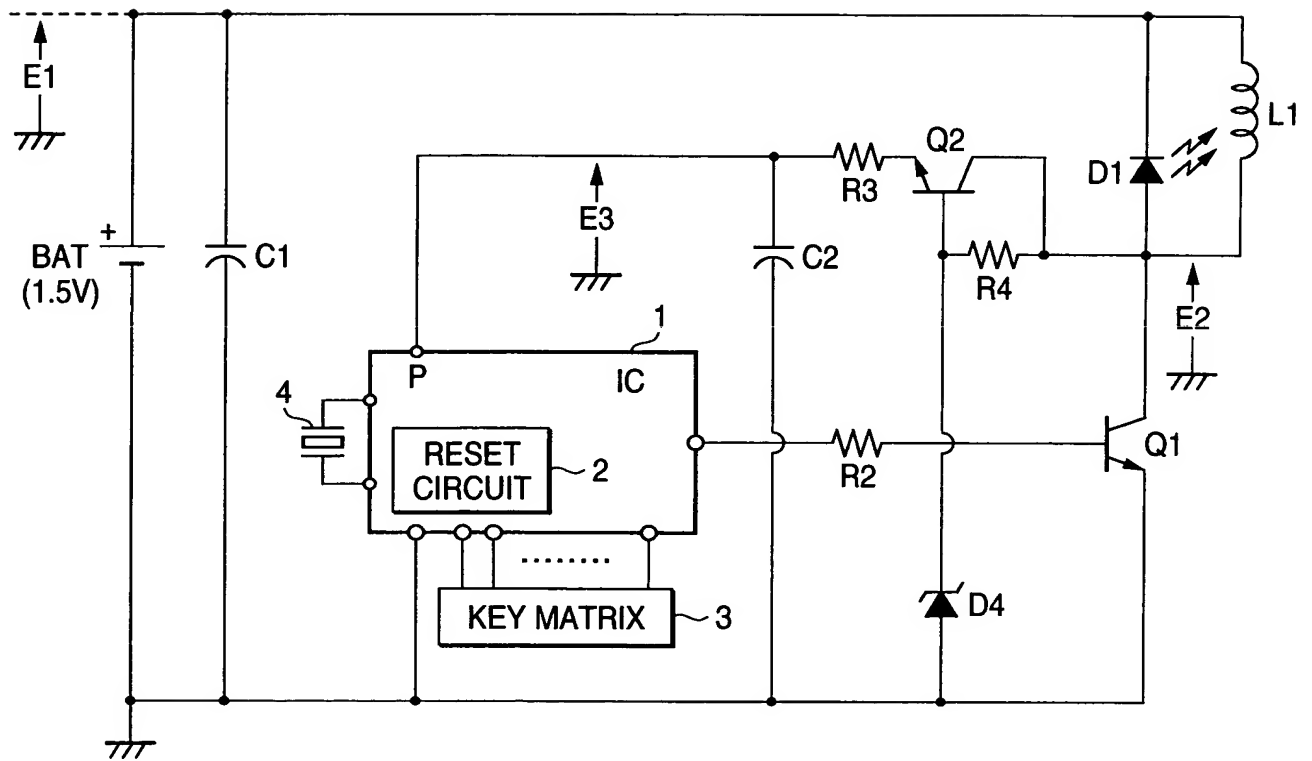 E1
L1
Q2
D1
R3
E3
+
BAT
(1.5V)
C1
C2
R4
E2
1
P
IC
4
RESET
CIRCUIT
2
R2
Q1
KEY MATRIX
3
D4